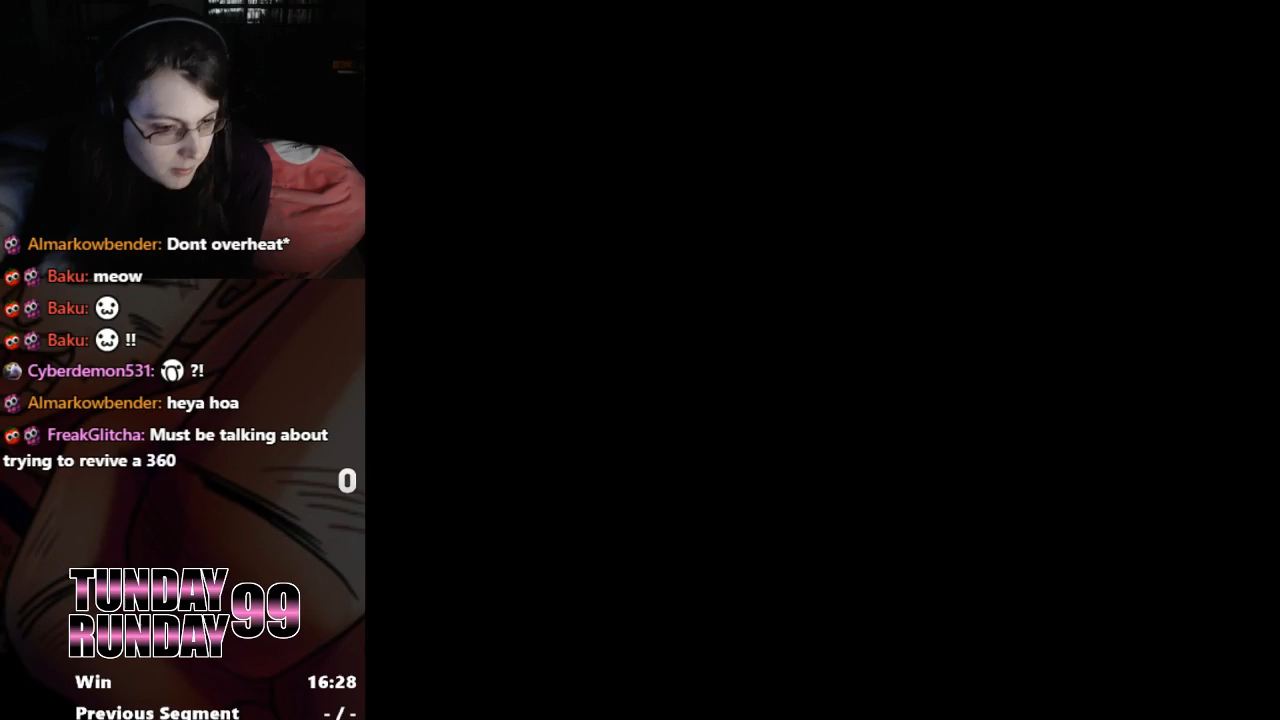 Almarkowbender: Dont overheat*
Baku: meow
Baku:
Baku: !!
Cyberdemon531: ?!
Almarkowbender: heya hoa
FreakGlitcha: Must be talking about
trying to revive a 360
0
TUNDAY
RUNDAY 99
Win 16:28
Previous Segment - / -